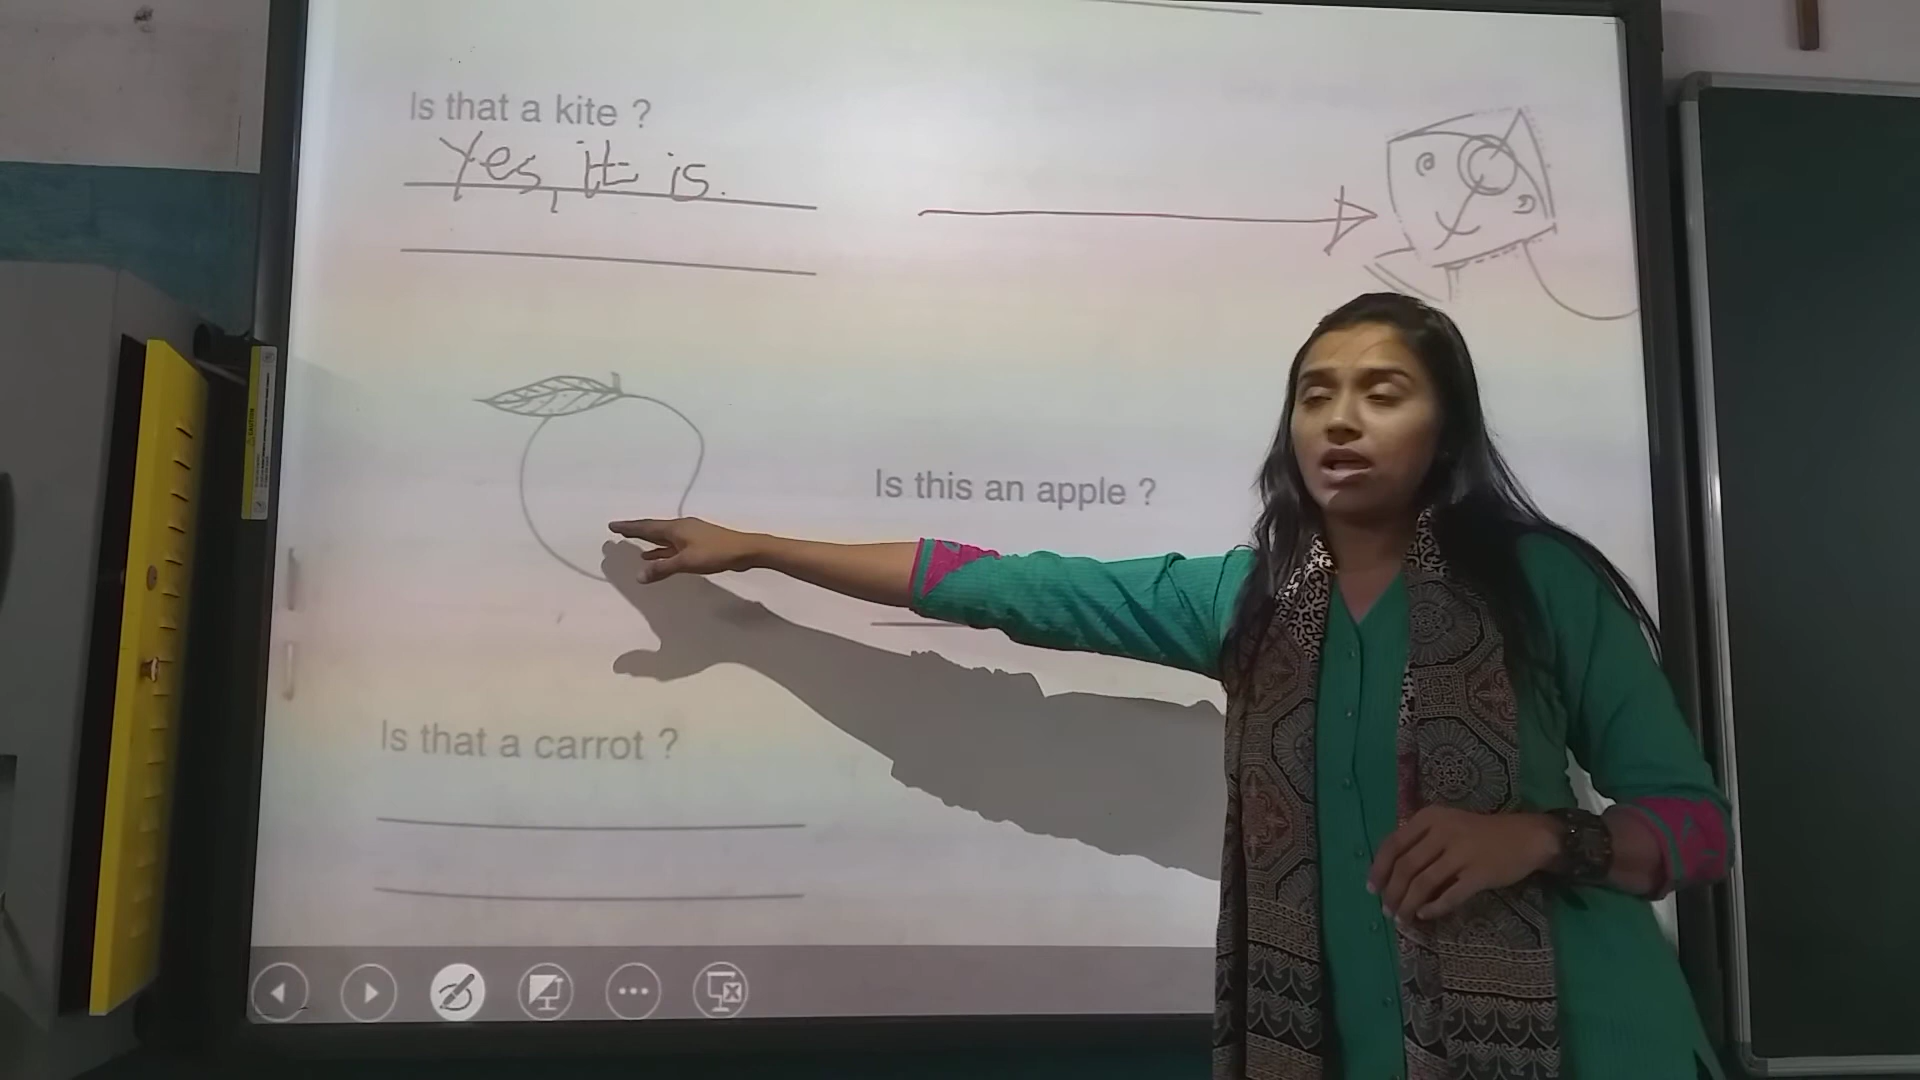 Is that a kite ?
Yes, it is.
Is this an apple ?
Is that a carrot ?